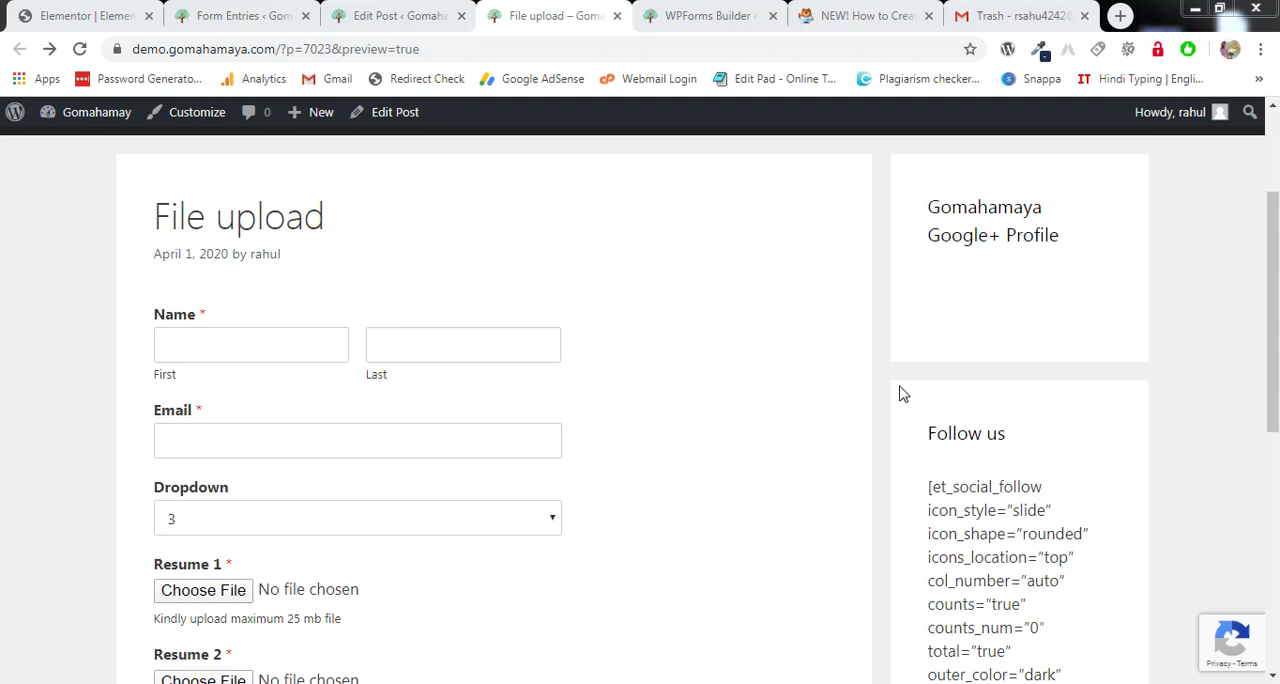 Elementor | Elemen
Form Entries ‹ Gom
Edit Post ‹ Gomaha
File upload – Goma
WPForms Builder ‹
NEW! How to Creat
Trash - rsahu4242@
demo.gomahamaya.com/?p=7023&preview=true
Apps
Password Generato...
Analytics
Gmail
Redirect Check
Google AdSense
Webmail Login
Edit Pad - Online T...
Plagiarism checker...
Snappa
IT Hindi Typing | Engli...
»
Gomahamay
Customize
0
New
Edit Post
Howdy, rahul
File upload
April 1, 2020 by rahul
Name *
First
Last
Email *
Dropdown
3
Resume 1 *
Choose File No file chosen
Kindly upload maximum 25 mb file
Resume 2 *
Choose File No file chosen
Gomahamaya
Google+ Profile
Follow us
[et_social_follow
icon_style="slide"
icon_shape="rounded"
icons_location="top"
col_number="auto"
counts="true"
counts_num="0"
total="true"
outer_color="dark"
Privacy - Terms